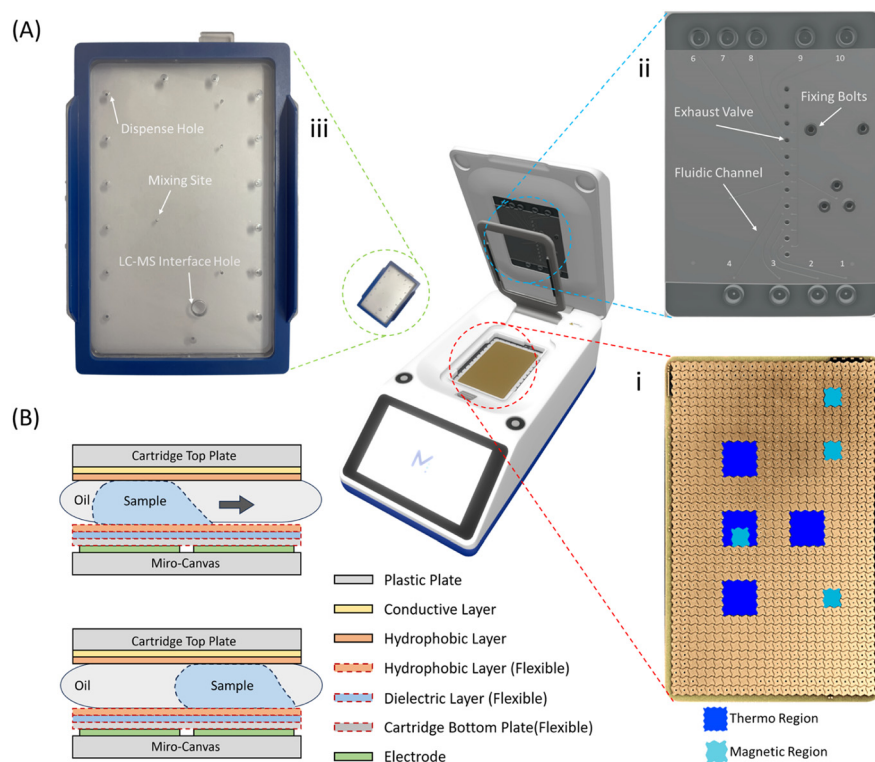 (A)
iii
Dispense Hole
Mixing Site
LC-MS Interface Hole
ii
6 7 8 9 10
Exhaust Valve
Fixing Bolts
Fluidic Channel
4 3 2 1
i
Thermo Region
Magnetic Region
(B)
Cartridge Top Plate
Oil
Sample
Miro-Canvas
Cartridge Top Plate
Oil
Sample
Miro-Canvas
Plastic Plate
Conductive Layer
Hydrophobic Layer
Hydrophobic Layer (Flexible)
Dielectric Layer (Flexible)
Cartridge Bottom Plate(Flexible)
Electrode